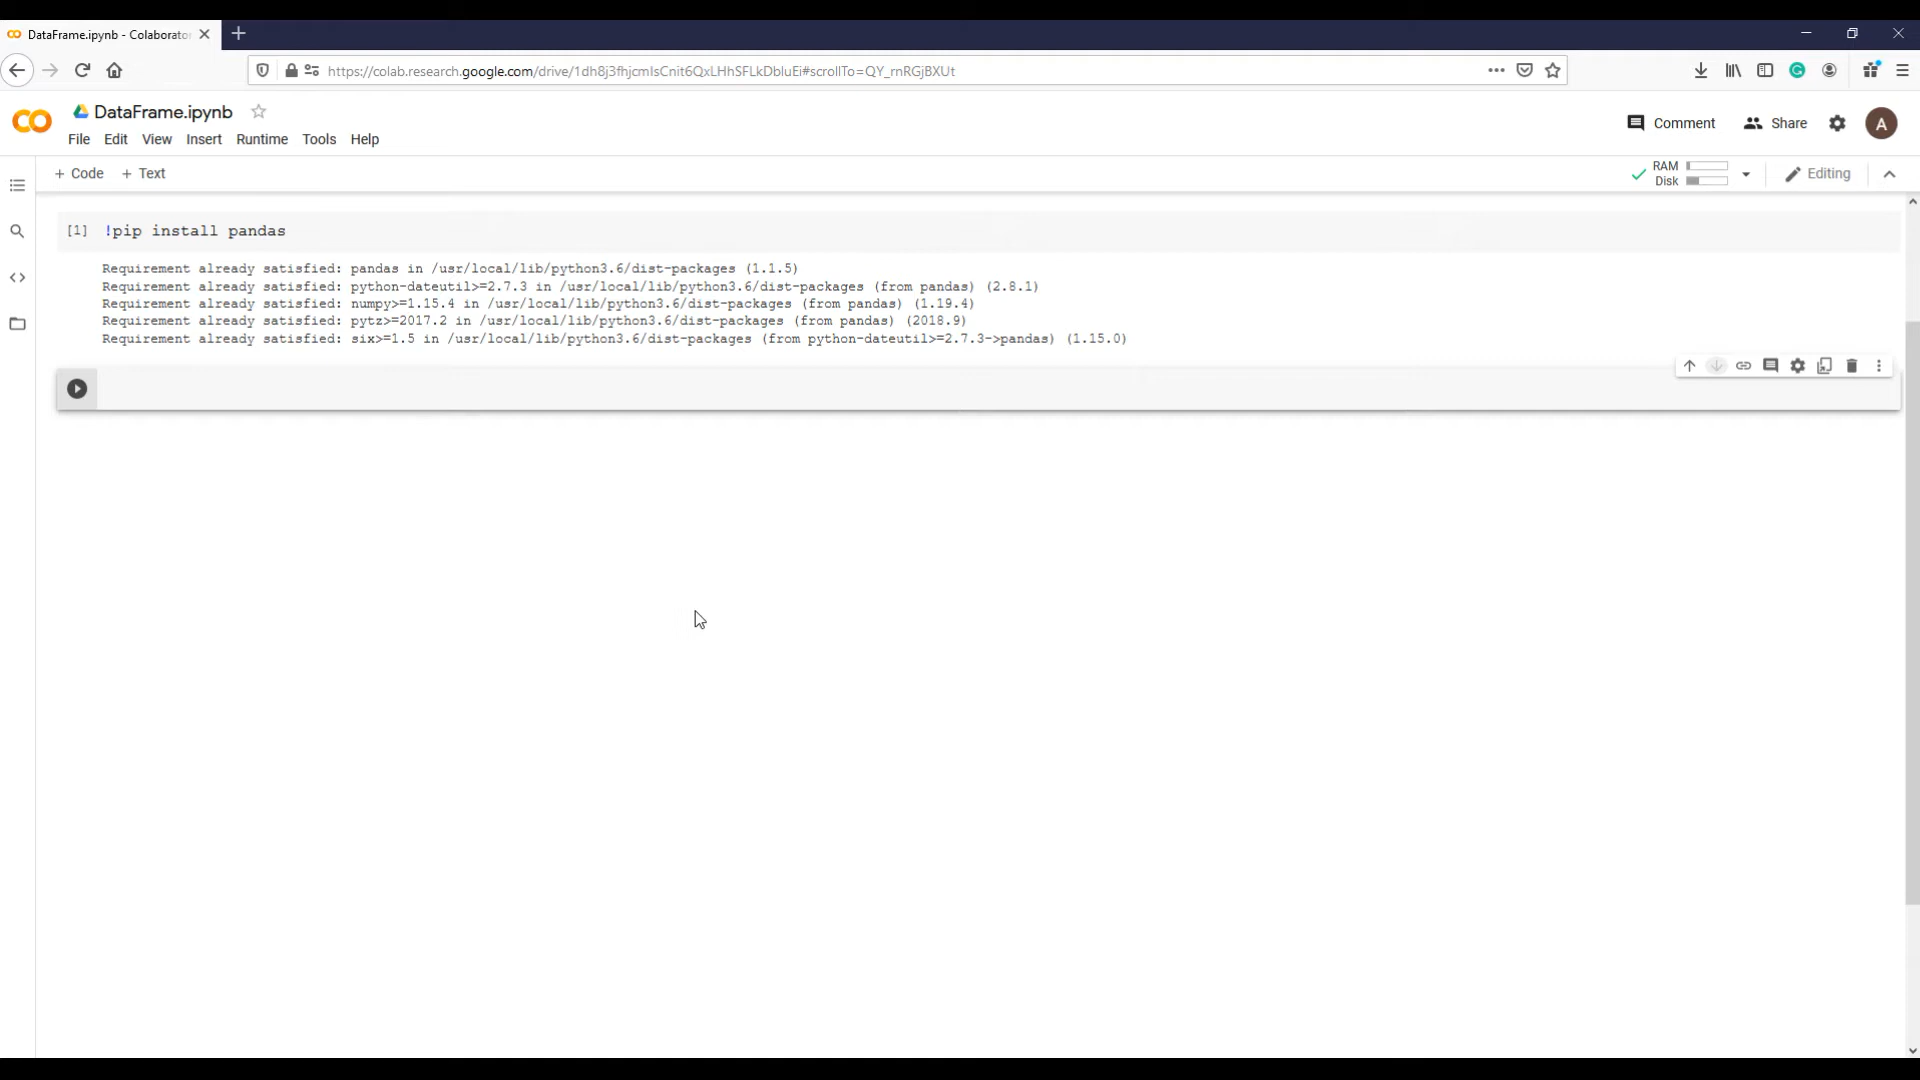 DataFrame.ipynb - Colaborator
https://colab.research.google.com/drive/1dh8j3fhjcmIsCnit6QxLHhSFLkDbluEi#scrollTo=QY_rnRGjBXUt
DataFrame.ipynb
File Edit View Insert Runtime Tools Help
Comment Share A
+ Code + Text
RAM
Disk
Editing
[1] !pip install pandas
Requirement already satisfied: pandas in /usr/local/lib/python3.6/dist-packages (1.1.5)
Requirement already satisfied: python-dateutil>=2.7.3 in /usr/local/lib/python3.6/dist-packages (from pandas) (2.8.1)
Requirement already satisfied: numpy>=1.15.4 in /usr/local/lib/python3.6/dist-packages (from pandas) (1.19.4)
Requirement already satisfied: pytz>=2017.2 in /usr/local/lib/python3.6/dist-packages (from pandas) (2018.9)
Requirement already satisfied: six>=1.5 in /usr/local/lib/python3.6/dist-packages (from python-dateutil>=2.7.3->pandas) (1.15.0)